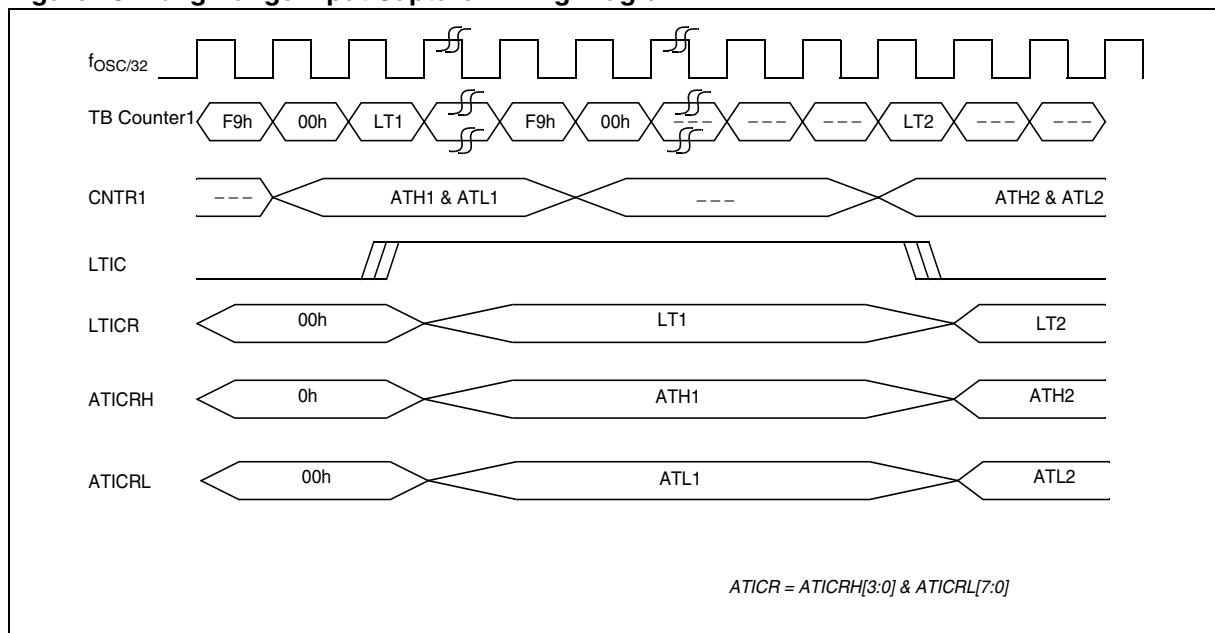 fOSC/32
TB Counter1 F9h 00h LT1 F9h 00h --- --- --- LT2 --- ---
CNTR1 --- ATH1 & ATL1 --- ATH2 & ATL2
LTIC
LTICR 00h LT1 LT2
ATICRH 0h ATH1 ATH2
ATICRL 00h ATL1 ATL2
ATICR = ATICRH[3:0] & ATICRL[7:0]